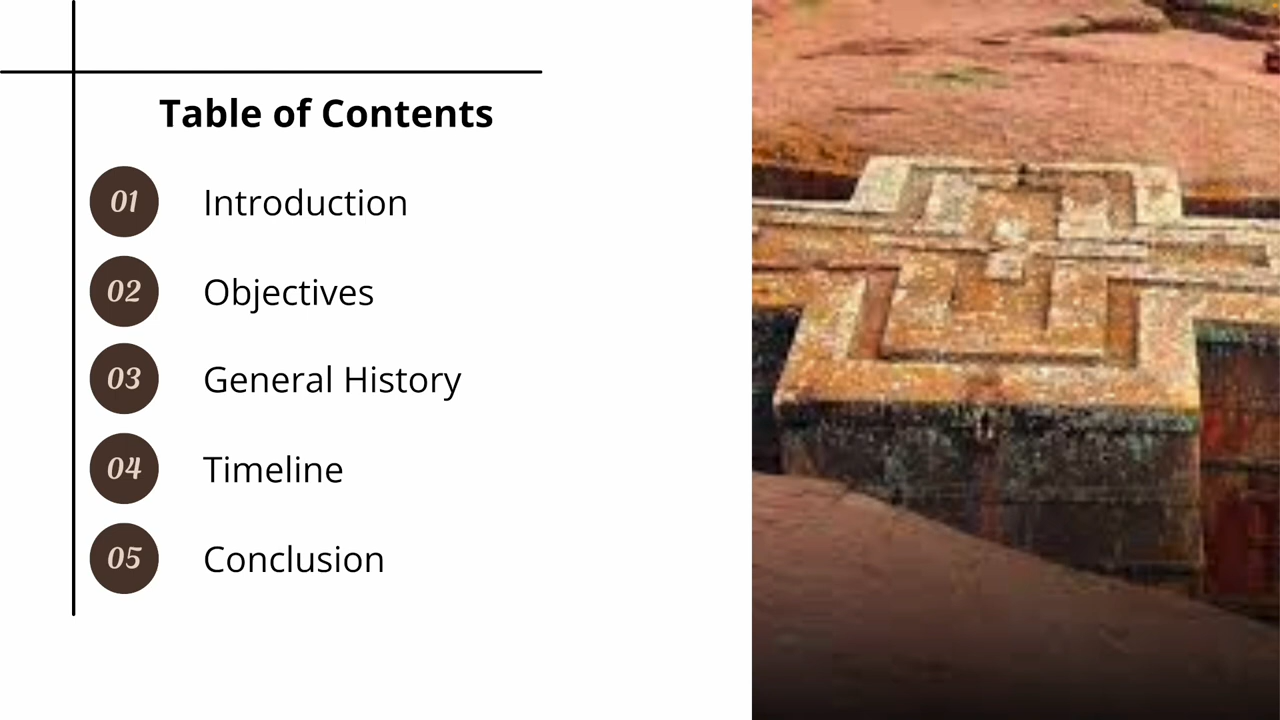 Table of Contents
01 Introduction
02 Objectives
03 General History
04 Timeline
05 Conclusion